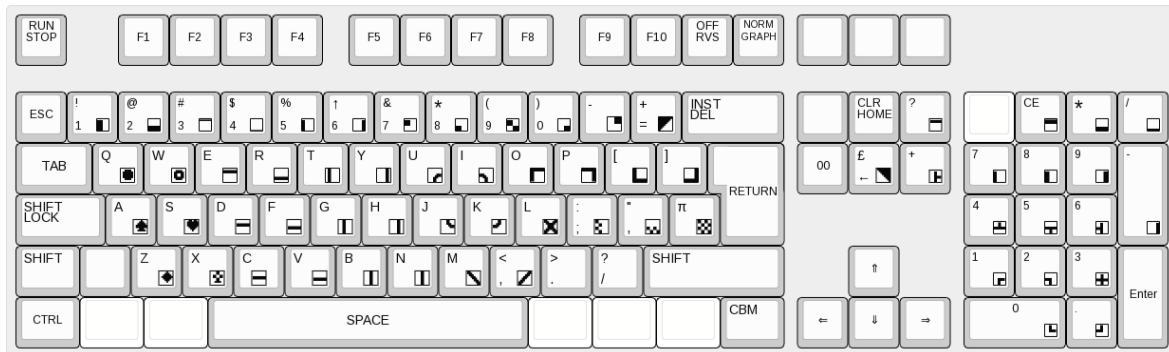 RUN
STOP
F1 F2 F3 F4 F5 F6 F7 F8 F9 F10
OFF
RVS
NORM
GRAPH
ESC
!
1
@
2
#
3
$
4
%
5
↑
6
&
7
*
8
(
9
)
0
-
+
=
INST
DEL
CLR
HOME
?
CE
*
/
TAB
Q W E R T Y U I O P [ ]
RETURN
00
£
←
+
7 8 9 -
SHIFT
LOCK
A S D F G H J K L
:
;
"
,
π
4 5 6
SHIFT
Z X C V B N M
<
,
>
.
?
/
SHIFT
⇑
1 2 3
Enter
CTRL
SPACE
CBM
⇐ ⇓ ⇒
0 .